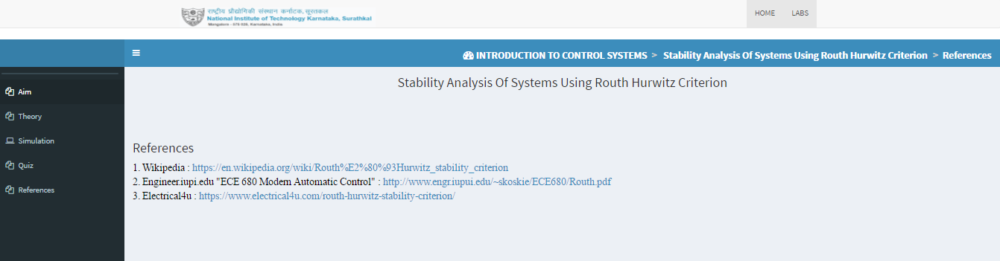 राष्ट्रीय प्रौद्योगिकी संस्थान कर्नाटक, सूरतकल
National Institute of Technology Karnataka, Surathkal
Mangalore - 575 025, Karnataka, India
HOME LABS
INTRODUCTION TO CONTROL SYSTEMS > Stability Analysis Of Systems Using Routh Hurwitz Criterion > References
Aim
Theory
Simulation
Quiz
References
Stability Analysis Of Systems Using Routh Hurwitz Criterion
References
1. Wikipedia : https://en.wikipedia.org/wiki/Routh%E2%80%93Hurwitz_stability_criterion
2. Engineer.iupi.edu "ECE 680 Modern Automatic Control" : http://www.engr.iupui.edu/~skoskie/ECE680/Routh.pdf
3. Electrical4u : https://www.electrical4u.com/routh-hurwitz-stability-criterion/